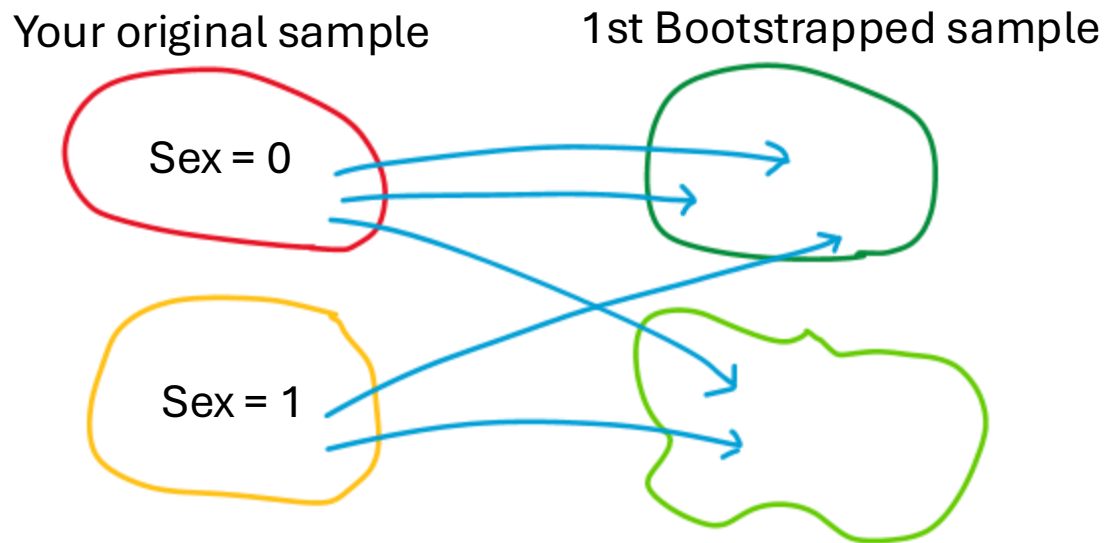 Your original sample
1st Bootstrapped sample
Sex = 0
Sex = 1